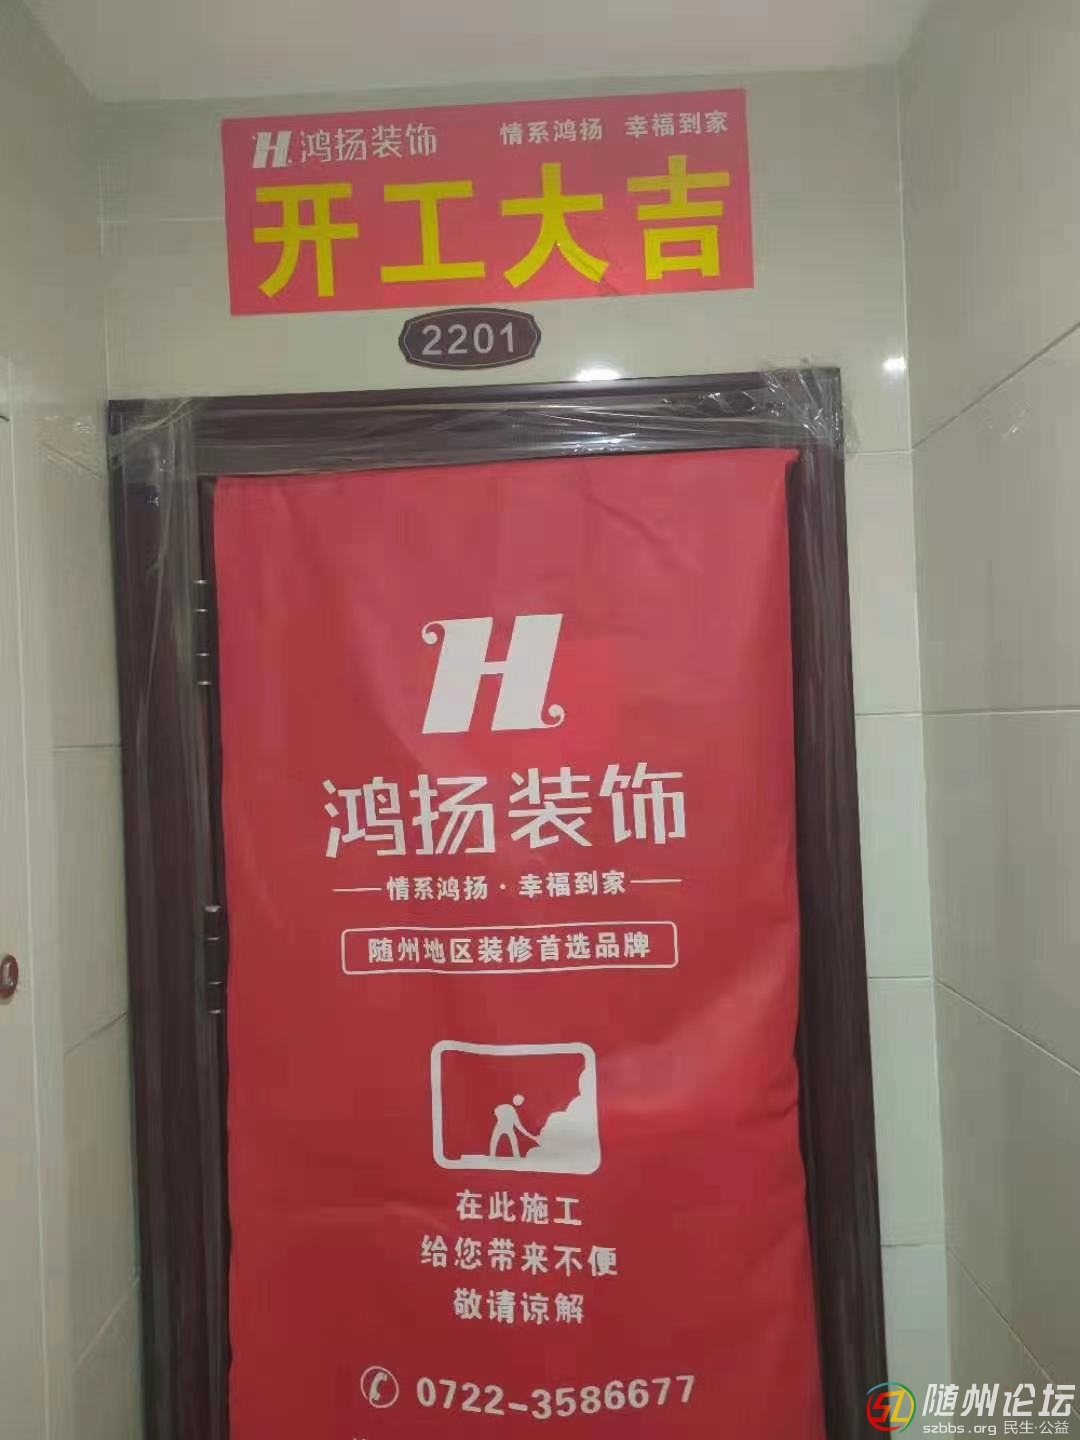 H 鸿扬装饰 情系鸿扬 幸福到家
开工大吉
2201
H
鸿扬装饰
情系鸿扬·幸福到家
随州地区装修首选品牌
在此施工
给您带来不便
敬请谅解
0722-3586677
随州论坛
szbbs.org 民生·公益